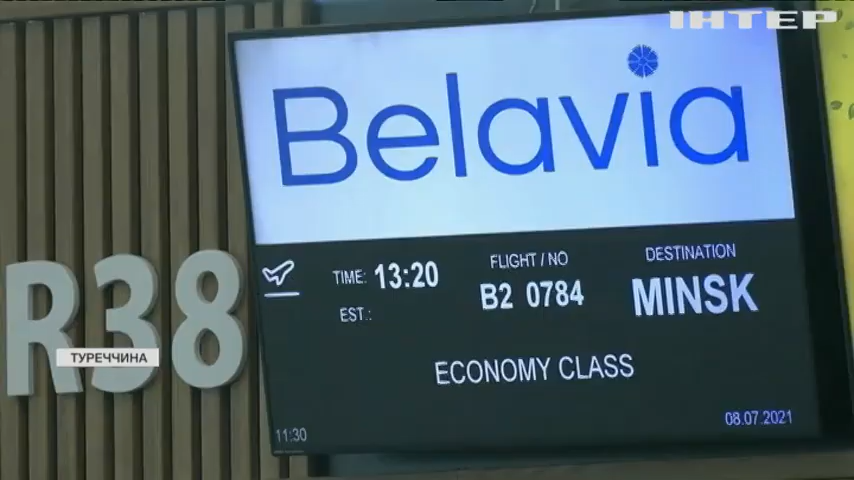 ІНТЕР
Belavia
R38
ТУРЕЧЧИНА
TIME: 13:20
EST.:
FLIGHT / NO
B2 0784
DESTINATION
MINSK
ECONOMY CLASS
11:30
08.07.2021